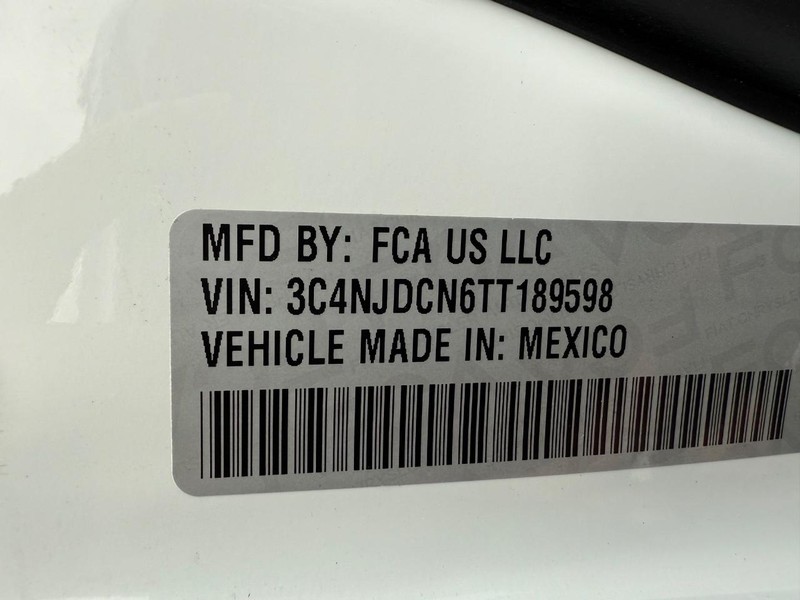 MFD BY: FCA US LLC
VIN: 3C4NJDCN6TT189598
VEHICLE MADE IN: MEXICO